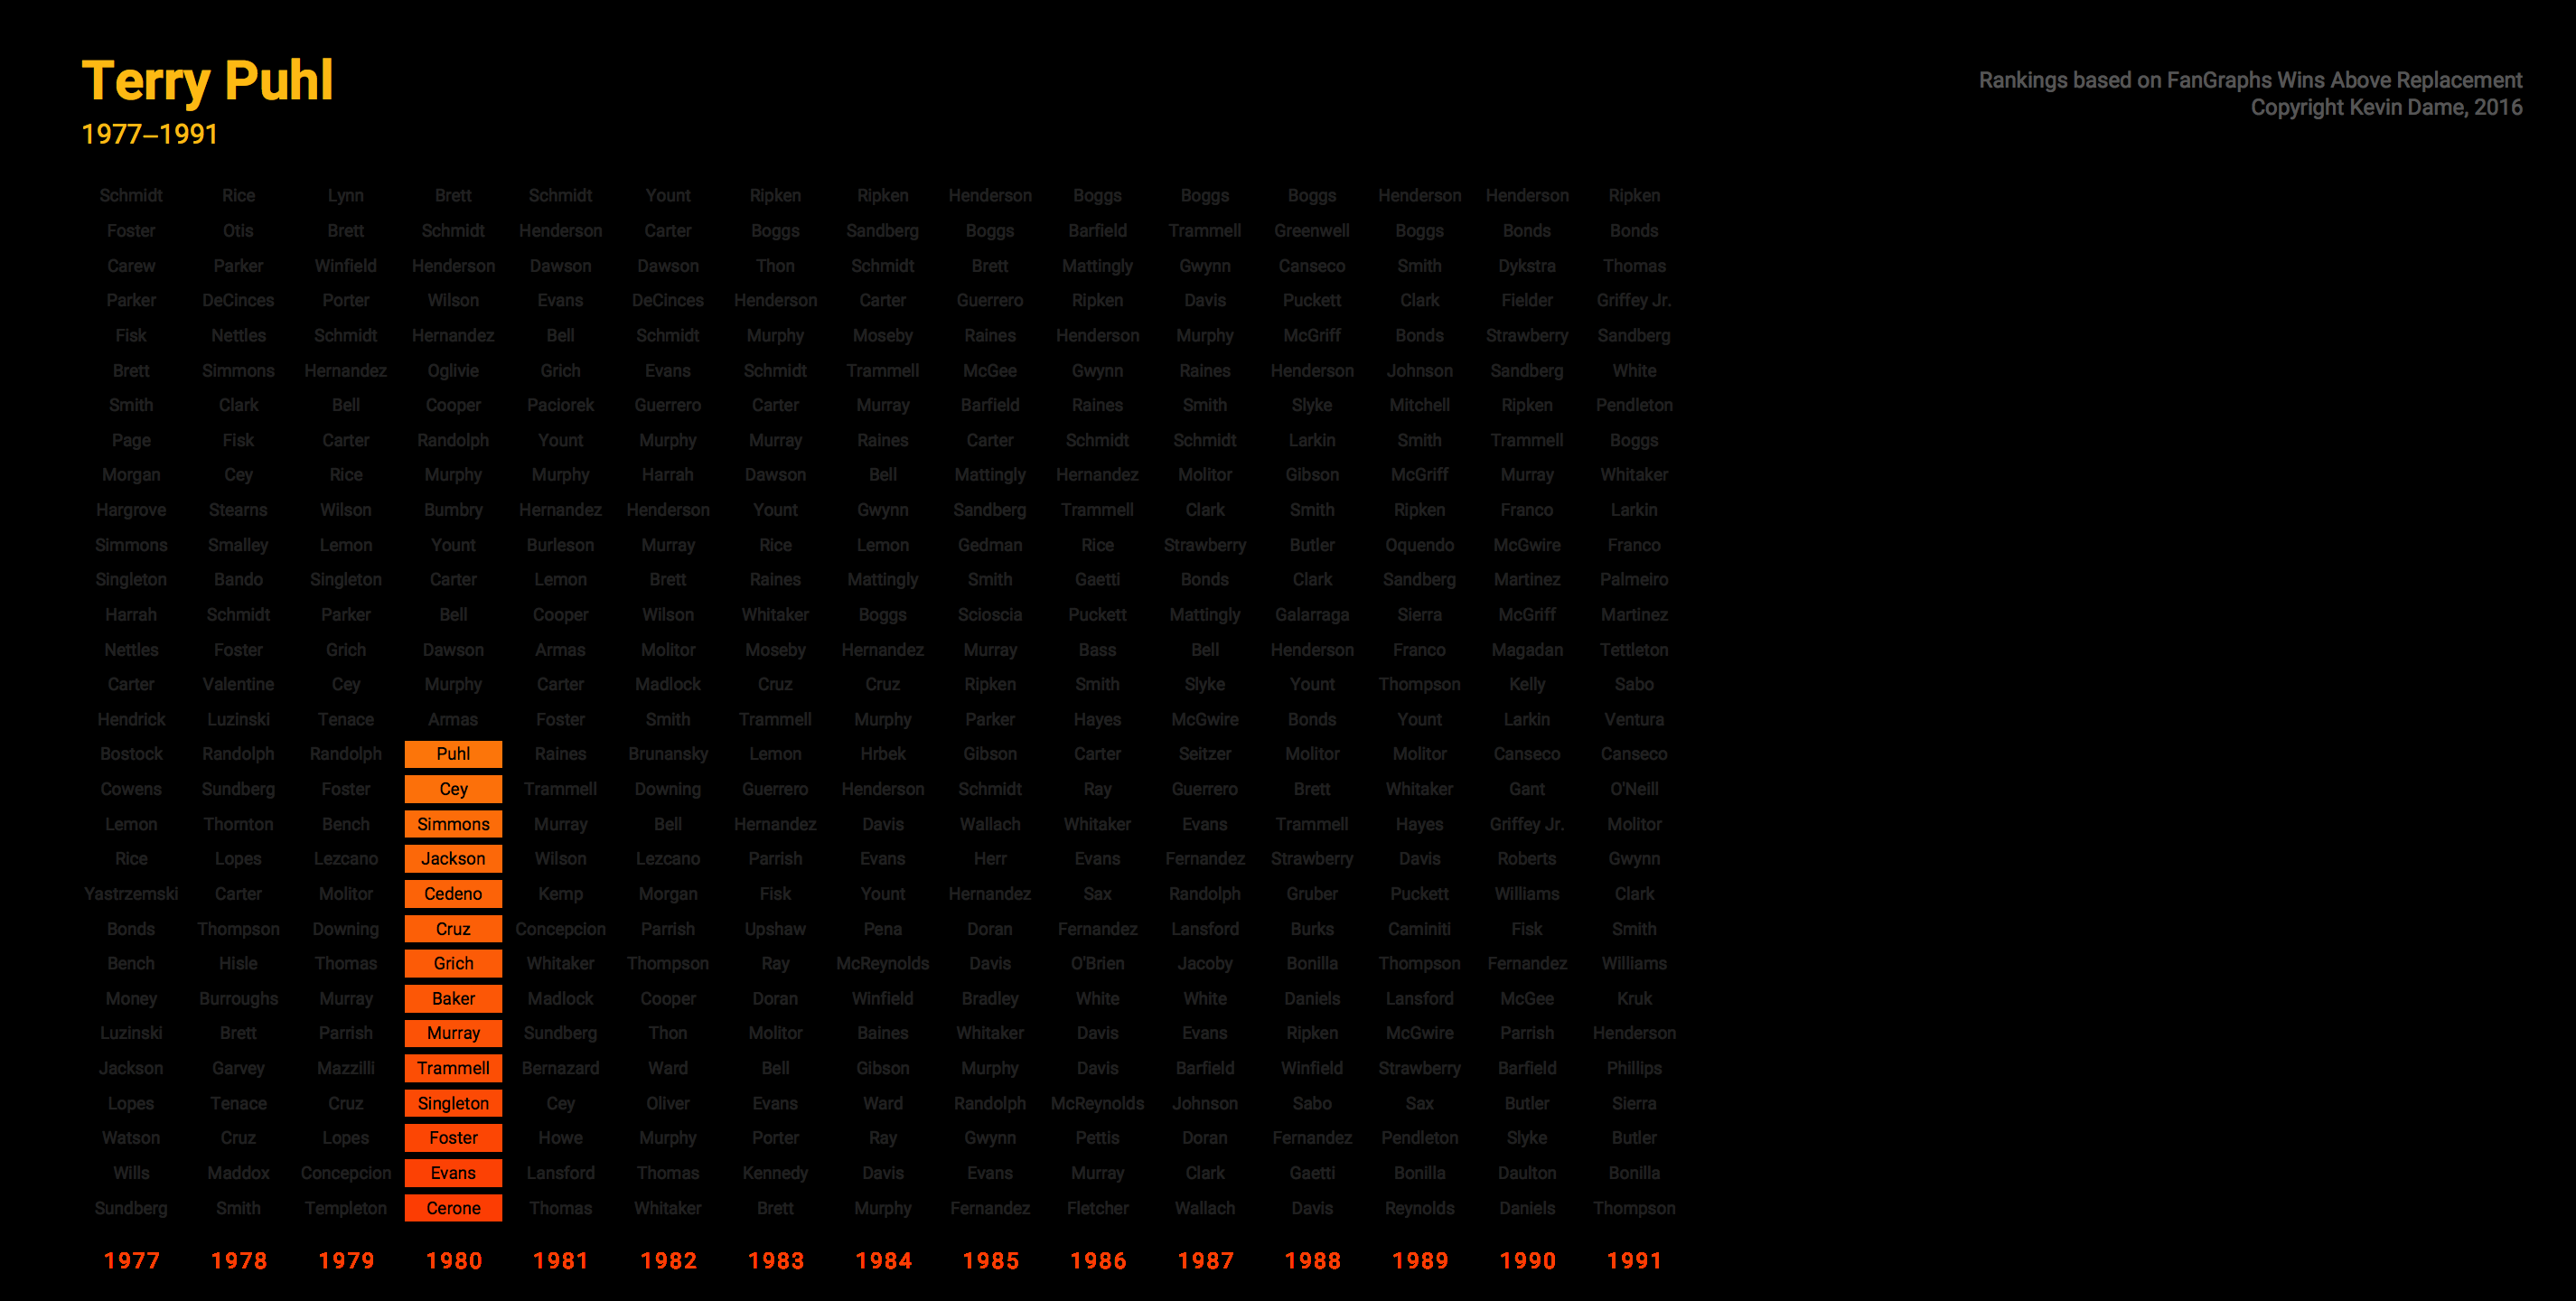 Terry Puhl
1977–1991
Rankings based on FanGraphs Wins Above Replacement
Copyright Kevin Dame, 2016
Schmidt Rice Lynn Brett Schmidt Yount Ripken Ripken Henderson Boggs Boggs Boggs Henderson Henderson Ripken
Foster Otis Brett Schmidt Henderson Carter Boggs Sandberg Boggs Barfield Trammell Greenwell Boggs Bonds Bonds
Carew Parker Winfield Henderson Dawson Dawson Thon Schmidt Brett Mattingly Gwynn Canseco Smith Dykstra Thomas
Parker DeCinces Porter Wilson Evans DeCinces Henderson Carter Guerrero Ripken Davis Puckett Clark Fielder Griffey Jr.
Fisk Nettles Schmidt Hernandez Bell Schmidt Murphy Moseby Raines Henderson Murphy McGriff Bonds Strawberry Sandberg
Brett Simmons Hernandez Oglivie Grich Evans Schmidt Trammell McGee Gwynn Raines Henderson Johnson Sandberg White
Smith Clark Bell Cooper Paciorek Guerrero Carter Murray Barfield Raines Smith Slyke Mitchell Ripken Pendleton
Page Fisk Carter Randolph Yount Murphy Murray Raines Carter Schmidt Schmidt Larkin Smith Trammell Boggs
Morgan Cey Rice Murphy Murphy Harrah Dawson Bell Mattingly Hernandez Molitor Gibson McGriff Murray Whitaker
Hargrove Stearns Wilson Bumbry Hernandez Henderson Yount Gwynn Sandberg Trammell Clark Smith Ripken Franco Larkin
Simmons Smalley Lemon Yount Burleson Murray Rice Lemon Gedman Rice Strawberry Butler Oquendo McGwire Franco
Singleton Bando Singleton Carter Lemon Brett Raines Mattingly Smith Gaetti Bonds Clark Sandberg Martinez Palmeiro
Harrah Schmidt Parker Bell Cooper Wilson Whitaker Boggs Scioscia Puckett Mattingly Galarraga Sierra McGriff Martinez
Nettles Foster Grich Dawson Armas Molitor Moseby Hernandez Murray Bass Bell Henderson Franco Magadan Tettleton
Carter Valentine Cey Murphy Carter Madlock Cruz Cruz Ripken Smith Slyke Yount Thompson Kelly Sabo
Hendrick Luzinski Tenace Armas Foster Smith Trammell Murphy Parker Hayes McGwire Bonds Yount Larkin Ventura
Bostock Randolph Randolph Puhl Raines Brunansky Lemon Hrbek Gibson Carter Seitzer Molitor Molitor Canseco Canseco
Cowens Sundberg Foster Cey Trammell Downing Guerrero Henderson Schmidt Ray Guerrero Brett Whitaker Gant O'Neill
Lemon Thornton Bench Simmons Murray Bell Hernandez Davis Wallach Whitaker Evans Trammell Hayes Griffey Jr. Molitor
Rice Lopes Lezcano Jackson Wilson Lezcano Parrish Evans Herr Evans Fernandez Strawberry Davis Roberts Gwynn
Yastrzemski Carter Molitor Cedeno Kemp Morgan Fisk Yount Hernandez Sax Randolph Gruber Puckett Williams Clark
Bonds Thompson Downing Cruz Concepcion Parrish Upshaw Pena Doran Fernandez Lansford Burks Caminiti Fisk Smith
Bench Hisle Thomas Grich Whitaker Thompson Ray McReynolds Davis O'Brien Jacoby Bonilla Thompson Fernandez Williams
Money Burroughs Murray Baker Madlock Cooper Doran Winfield Bradley White White Daniels Lansford McGee Kruk
Luzinski Brett Parrish Murray Sundberg Thon Molitor Baines Whitaker Davis Evans Ripken McGwire Parrish Henderson
Jackson Garvey Mazzilli Trammell Bernazard Ward Bell Gibson Murphy Davis Barfield Winfield Strawberry Barfield Phillips
Lopes Tenace Cruz Singleton Cey Oliver Evans Ward Randolph McReynolds Johnson Sabo Sax Butler Sierra
Watson Cruz Lopes Foster Howe Murphy Porter Ray Gwynn Pettis Doran Fernandez Pendleton Slyke Butler
Wills Maddox Concepcion Evans Lansford Thomas Kennedy Davis Evans Murray Clark Gaetti Bonilla Daulton Bonilla
Sundberg Smith Templeton Cerone Thomas Whitaker Brett Murphy Fernandez Fletcher Wallach Davis Reynolds Daniels Thompson
1977 1978 1979 1980 1981 1982 1983 1984 1985 1986 1987 1988 1989 1990 1991